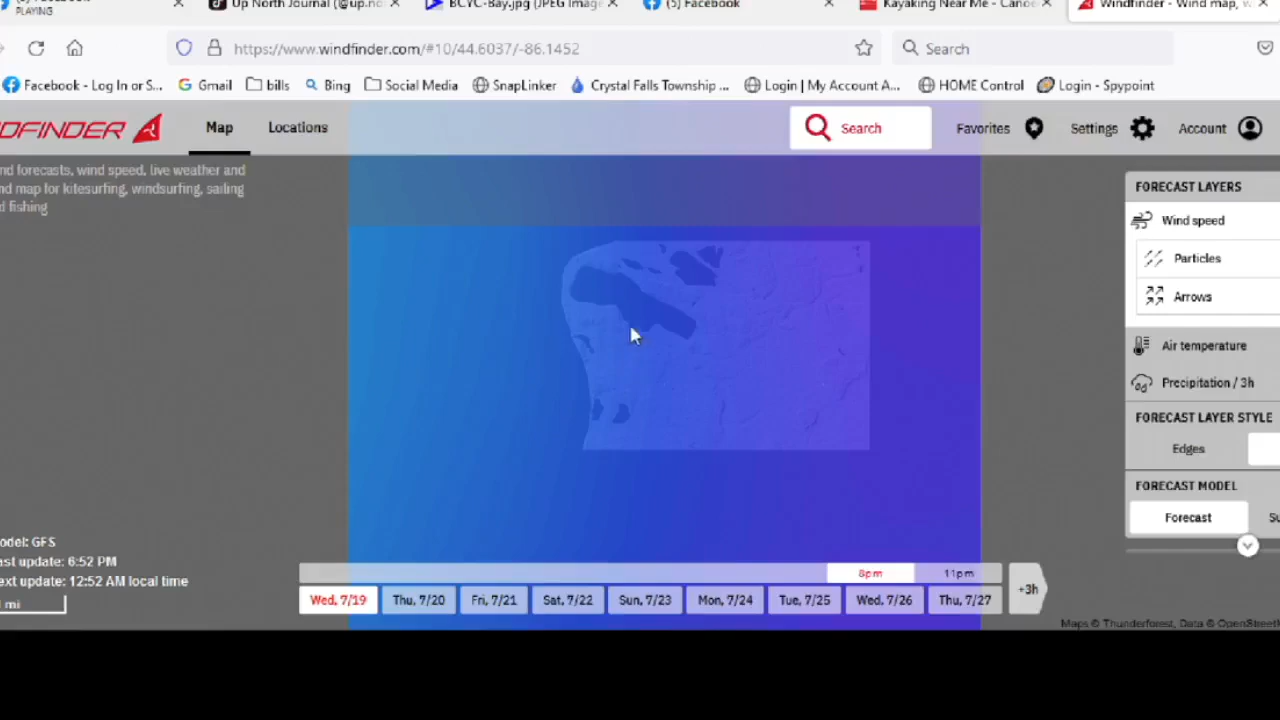 PLAYING
Up North Journal (@up.no
BCYC-Bay.jpg (JPEG Image
(5) Facebook
Kayaking Near Me - Canoe
Windfinder - Wind map, w
https://www.windfinder.com/#10/44.6037/-86.1452
Search
Facebook - Log In or S...
Gmail
bills
Bing
Social Media
SnapLinker
Crystal Falls Township ...
Login | My Account A...
HOME Control
Login - Spypoint
DFINDER
Map
Locations
Search
Favorites
Settings
Account
nd forecasts, wind speed, live weather and
nd map for kitesurfing, windsurfing, sailing
d fishing
FORECAST LAYERS
Wind speed
Particles
Arrows
Air temperature
Precipitation / 3h
FORECAST LAYER STYLE
Edges
FORECAST MODEL
Forecast
Su
odel: GFS
ast update: 6:52 PM
ext update: 12:52 AM local time
mi
8pm
11pm
Wed, 7/19
Thu, 7/20
Fri, 7/21
Sat, 7/22
Sun, 7/23
Mon, 7/24
Tue, 7/25
Wed, 7/26
Thu, 7/27
+3h
Maps © Thunderforest, Data © OpenStreet